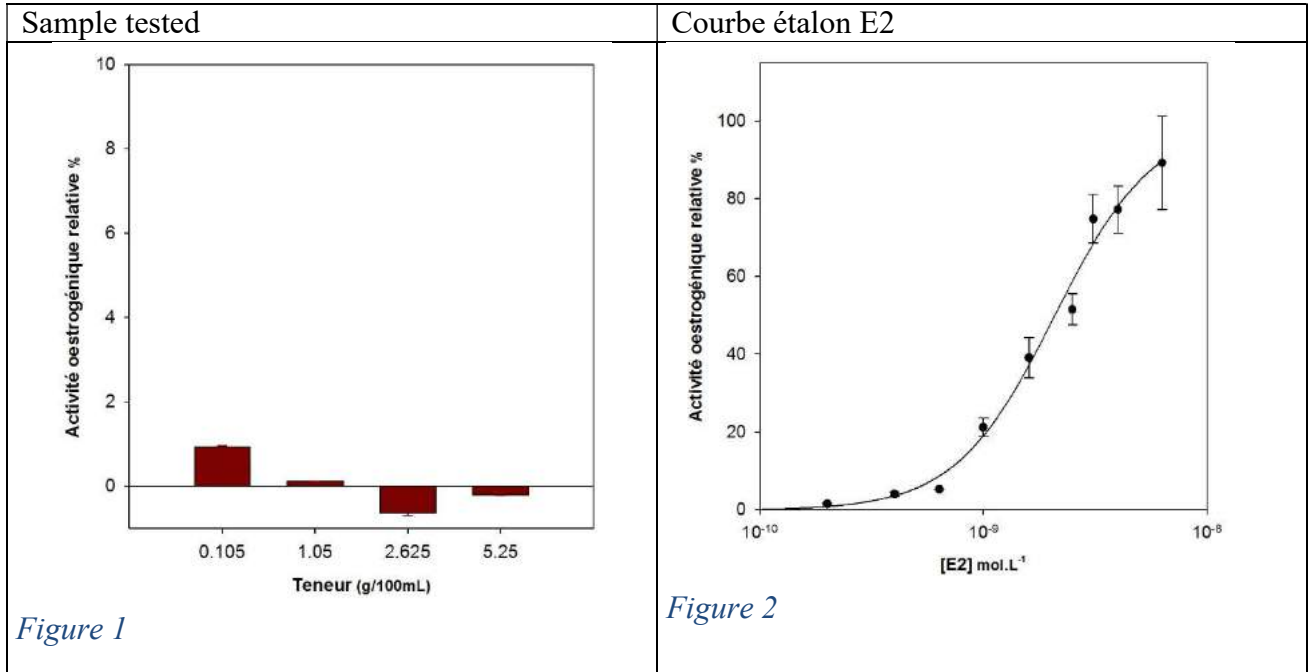 Sample tested
Courbe étalon E2
Activité oestrogénique relative %
10
8
6
4
2
0
0.105 1.05 2.625 5.25
Teneur (g/100mL)
Figure 1
Activité oestrogénique relative %
100
80
60
40
20
0
10-10 10-9 10-8
[E2] mol.L-1
Figure 2